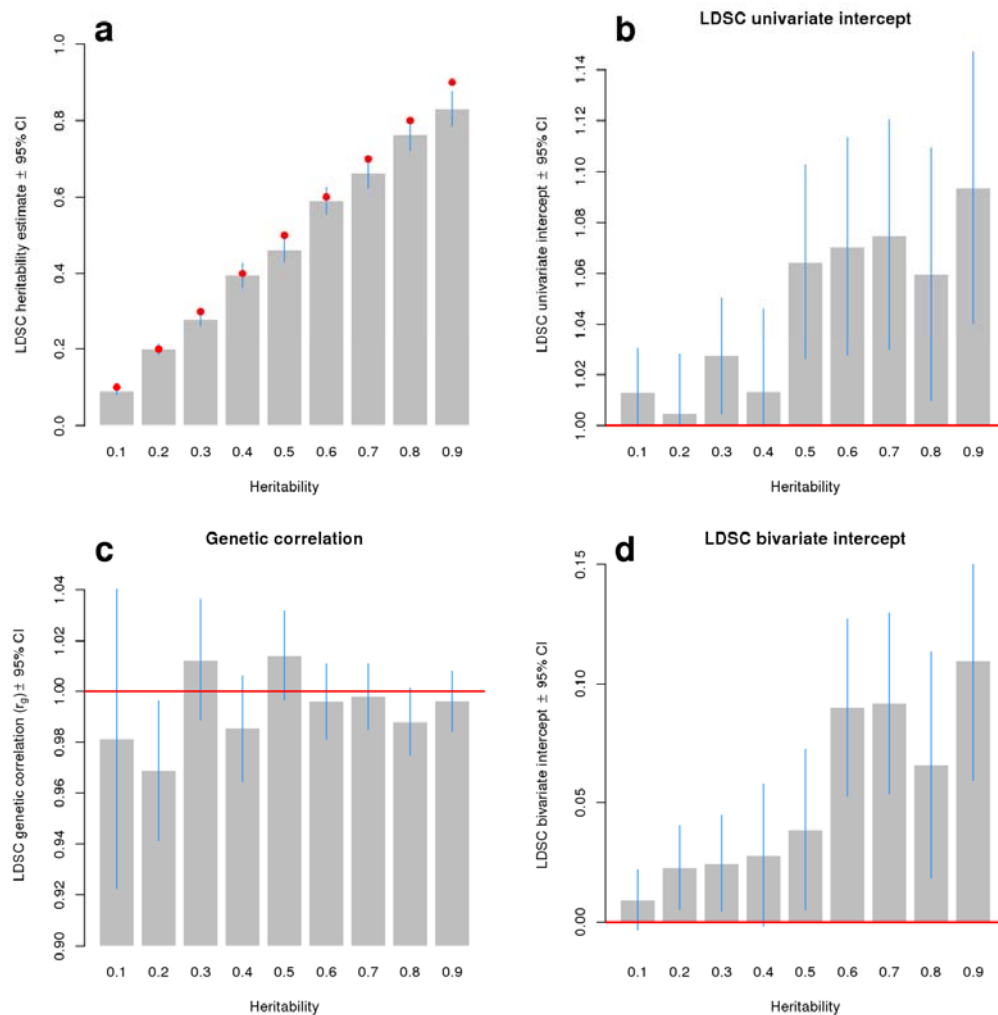 a
LDSC heritability estimate ± 95% CI
0.0 0.2 0.4 0.6 0.8 1.0
0.1 0.2 0.3 0.4 0.5 0.6 0.7 0.8 0.9
Heritability
b
LDSC univariate intercept
LDSC univariate intercept ± 95% CI
1.00 1.02 1.04 1.06 1.08 1.10 1.12 1.14
0.1 0.2 0.3 0.4 0.5 0.6 0.7 0.8 0.9
Heritability
c
Genetic correlation
LDSC genetic correlation (rg) ± 95% CI
0.90 0.92 0.94 0.96 0.98 1.00 1.02 1.04
0.1 0.2 0.3 0.4 0.5 0.6 0.7 0.8 0.9
Heritability
d
LDSC bivariate intercept
LDSC bivariate intercept ± 95% CI
0.00 0.05 0.10 0.15
0.1 0.2 0.3 0.4 0.5 0.6 0.7 0.8 0.9
Heritability